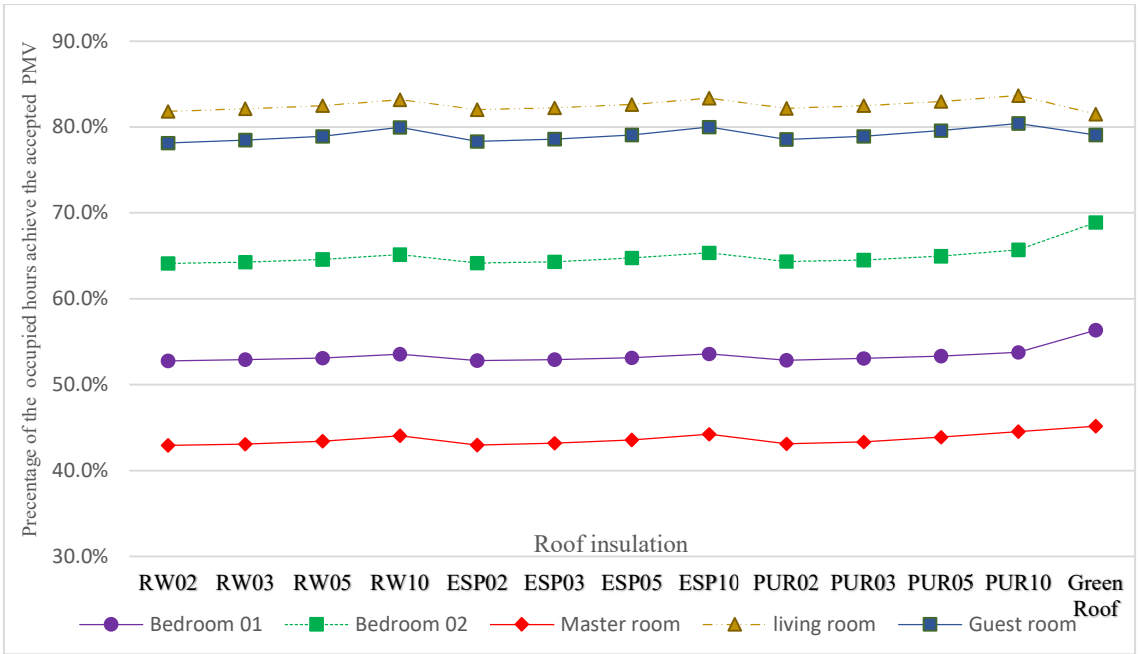 Precentage of the occupied hours achieve the accepted PMV
90.0%
80.0%
70.0%
60.0%
50.0%
40.0%
30.0%
Roof insulation
RW02 RW03 RW05 RW10 ESP02 ESP03 ESP05 ESP10 PUR02 PUR03 PUR05 PUR10 Green
Roof
Bedroom 01 Bedroom 02 Master room living room Guest room